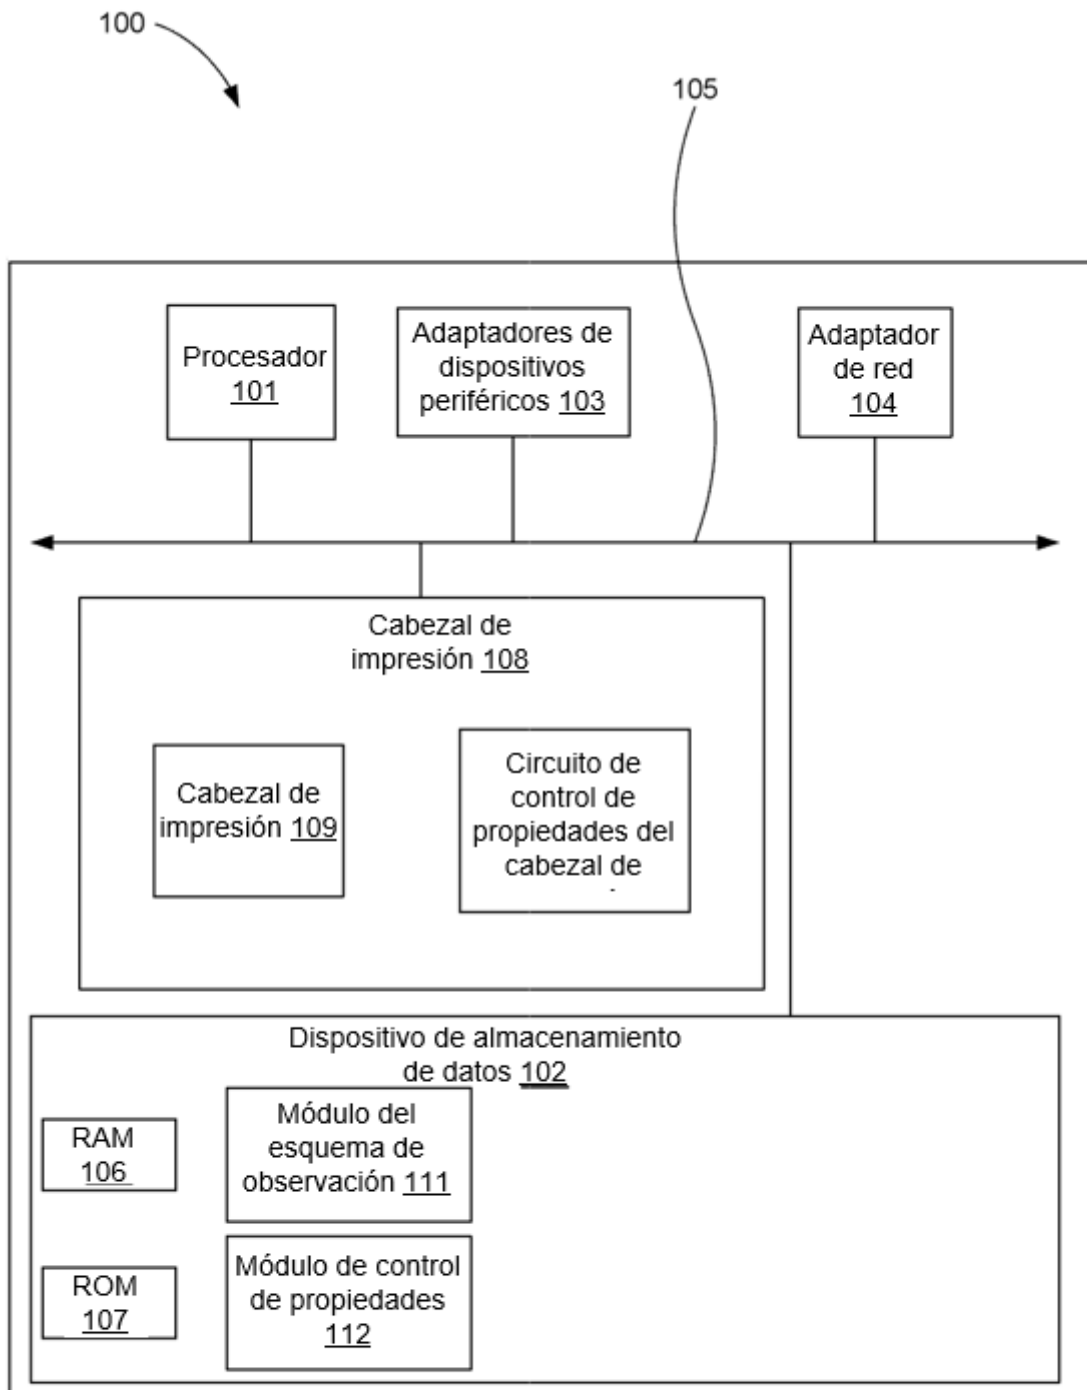 100
105
Procesador
101
Adaptadores de
dispositivos
periféricos 103
Adaptador
de red
104
Cabezal de
impresión 108
Cabezal de
impresión 109
Circuito de
control de
propiedades del
cabezal de
Dispositivo de almacenamiento
de datos 102
RAM
106
Módulo del
esquema de
observación 111
ROM
107
Módulo de control
de propiedades
112